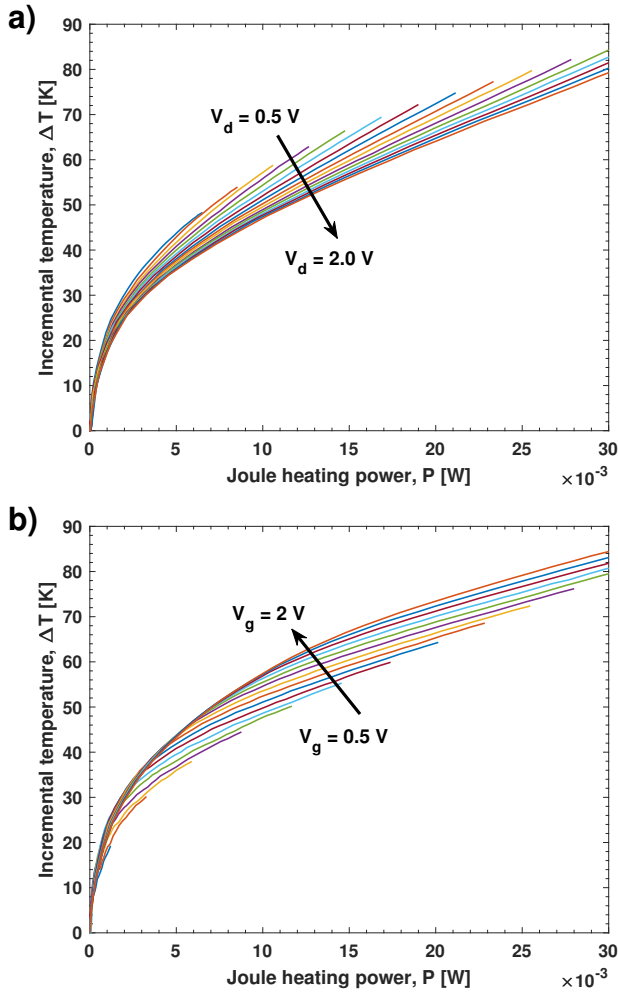 a)
90
80
70
60
50
40
30
20
10
0
Incremental temperature, Δ T [K]
V_d = 0.5 V
V_d = 2.0 V
0 5 10 15 20 25 30
Joule heating power, P [W]
×10^-3
b)
90
80
70
60
50
40
30
20
10
0
Incremental temperature, Δ T [K]
V_g = 2 V
V_g = 0.5 V
0 5 10 15 20 25 30
Joule heating power, P [W]
×10^-3